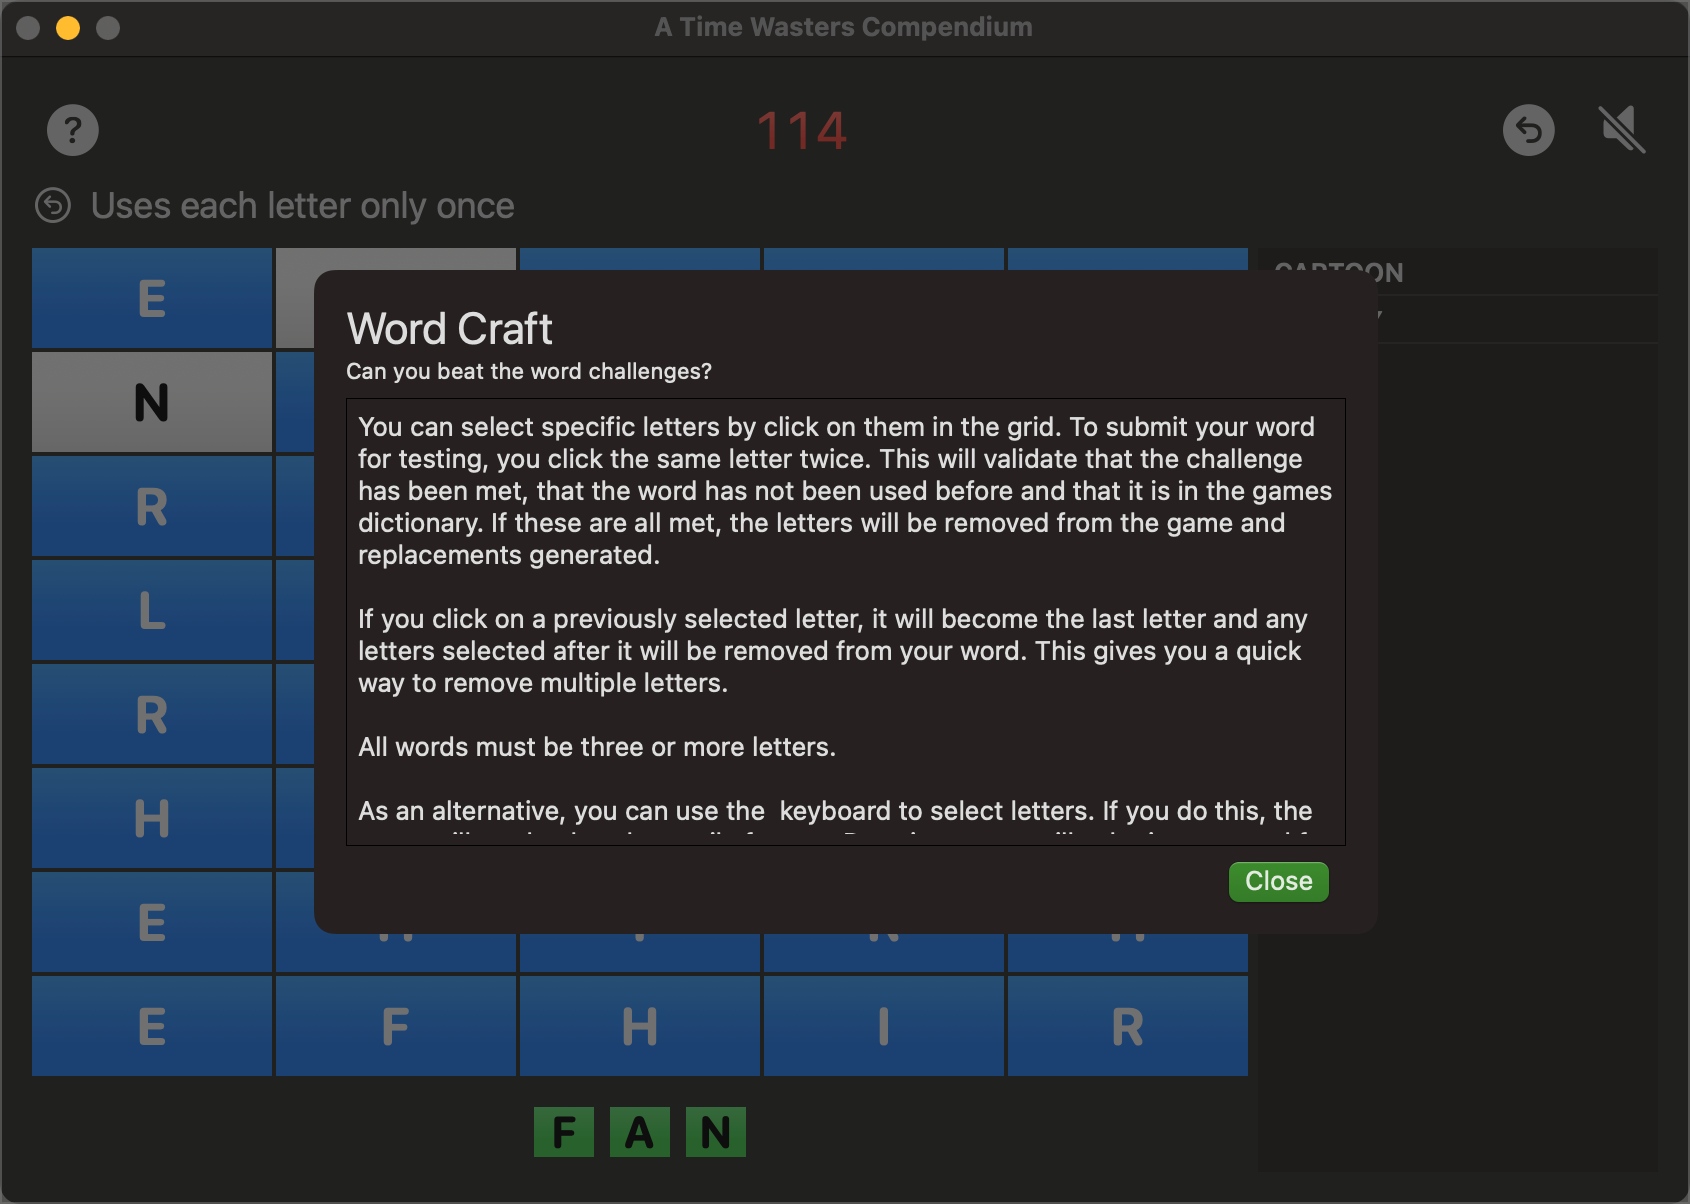 A Time Wasters Compendium
?
114
Uses each letter only once
E
CARTOON
Word Craft
Can you beat the word challenges?
You can select specific letters by click on them in the grid. To submit your word
for testing, you click the same letter twice. This will validate that the challenge
has been met, that the word has not been used before and that it is in the games
dictionary. If these are all met, the letters will be removed from the game and
replacements generated.
If you click on a previously selected letter, it will become the last letter and any
letters selected after it will be removed from your word. This gives you a quick
way to remove multiple letters.
All words must be three or more letters.
As an alternative, you can use the  keyboard to select letters. If you do this, the
Close
N
R
L
R
H
E
E F H I R
F A N